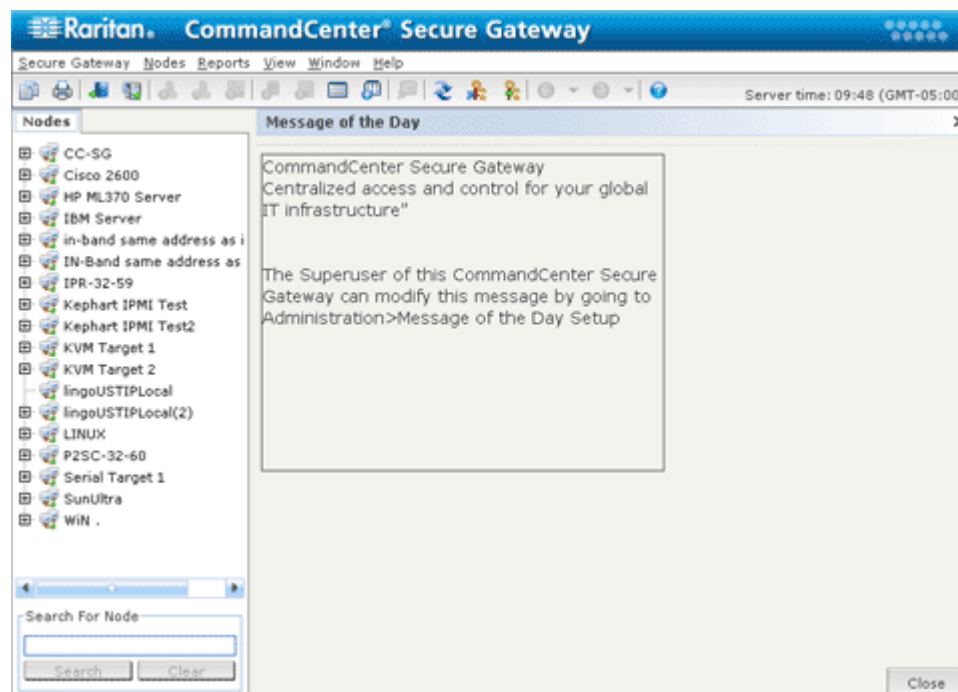 Raritan. CommandCenter® Secure Gateway
Secure Gateway Nodes Reports View Window Help
Server time: 09:48 (GMT-05:00
Nodes
Message of the Day
CC-SG
Cisco 2600
HP ML370 Server
IBM Server
in-band same address as i
IN-Band same address as
IPR-32-59
Kephart IPMI Test
Kephart IPMI Test2
KVM Target 1
KVM Target 2
lingoUSTIPLocal
lingoUSTIPLocal(2)
LINUX
P2SC-32-60
Serial Target 1
SunUltra
WiN .
CommandCenter Secure Gateway
Centralized access and control for your global
IT infrastructure"
The Superuser of this CommandCenter Secure
Gateway can modify this message by going to
Administration>Message of the Day Setup
Search For Node
Search Clear
Close